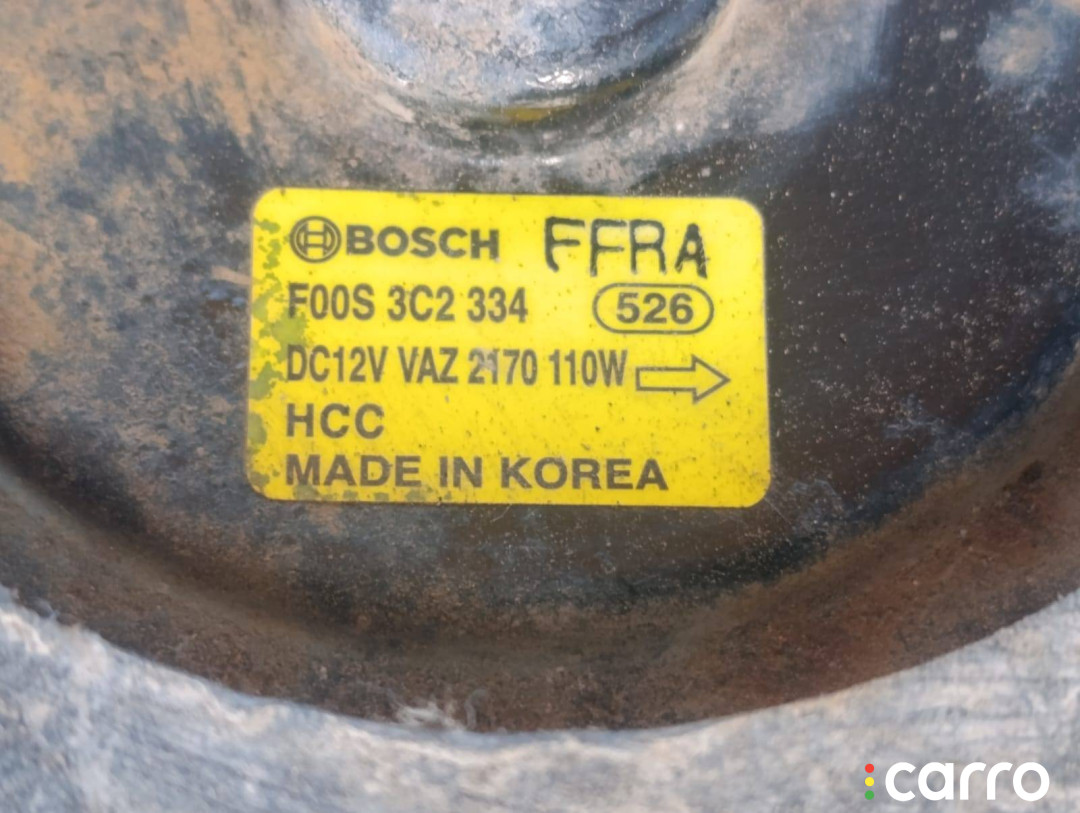 BOSCH FFRA
F00S 3C2 334 526
DC12V VAZ 2170 110W
HCC
MADE IN KOREA
carro